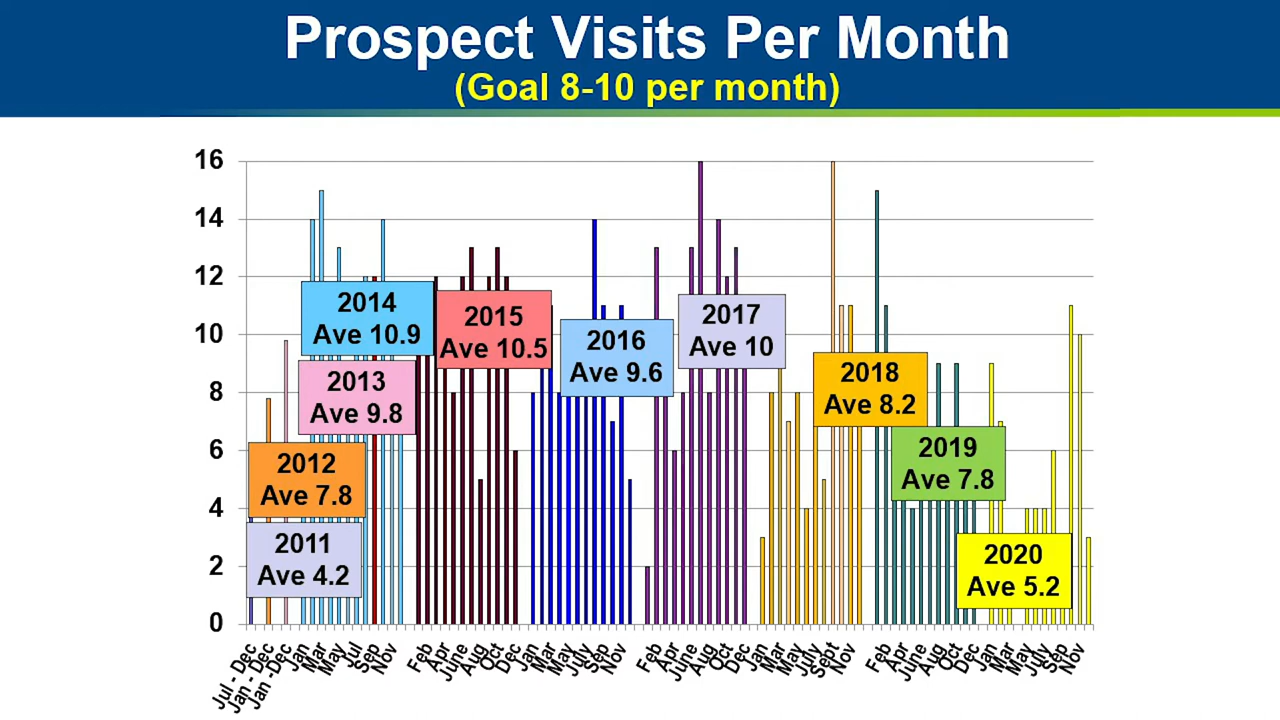 Prospect Visits Per Month
(Goal 8-10 per month)
16
14
12
10
8
6
4
2
0
2014
Ave 10.9
2013
Ave 9.8
2012
Ave 7.8
2011
Ave 4.2
2015
Ave 10.5
2016
Ave 9.6
2017
Ave 10
2018
Ave 8.2
2019
Ave 7.8
2020
Ave 5.2
Jul - Dec
Jan - Dec
Jan -Dec
Jan
Mar
May
Jul
Sep
Nov
Feb
Apr
June
Aug
Oct
Dec
Jan
Mar
May
July
Sep
Nov
Feb
Apr
June
Aug
Oct
Dec
Jan
Mar
May
July
Sept
Nov
Feb
Apr
June
Aug
Oct
Dec
Jan
Mar
May
July
Sep
Nov